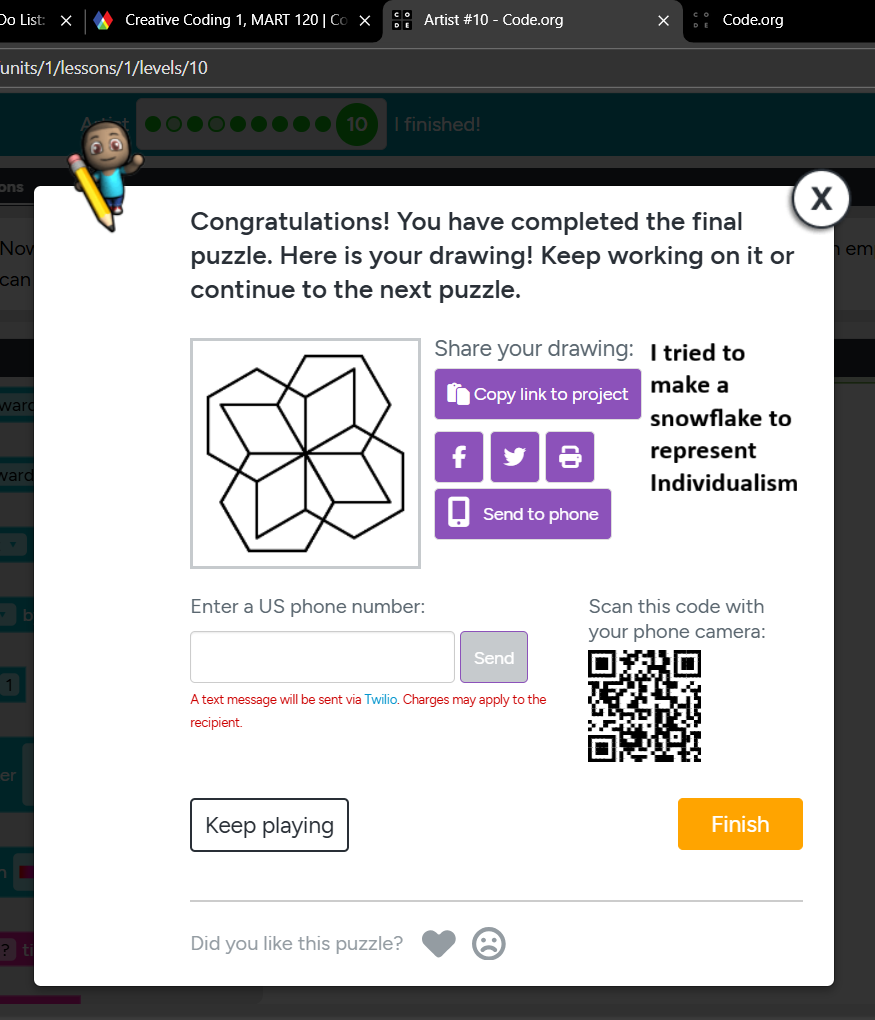 Do List:
Creative Coding 1, MART 120 | Co
CODE
Artist #10 - Code.org
CODE
Code.org
units/1/lessons/1/levels/10
Artist
10
I finished!
ons
Now
em
can
Congratulations! You have completed the final
puzzle. Here is your drawing! Keep working on it or
continue to the next puzzle.
X
Share your drawing:
Copy link to project
Send to phone
I tried to
make a
snowflake to
represent
Individualism
ward
ward
b
1
er
n
?
ti
Enter a US phone number:
Send
A text message will be sent via Twilio. Charges may apply to the
recipient.
Scan this code with
your phone camera:
Keep playing
Finish
Did you like this puzzle?